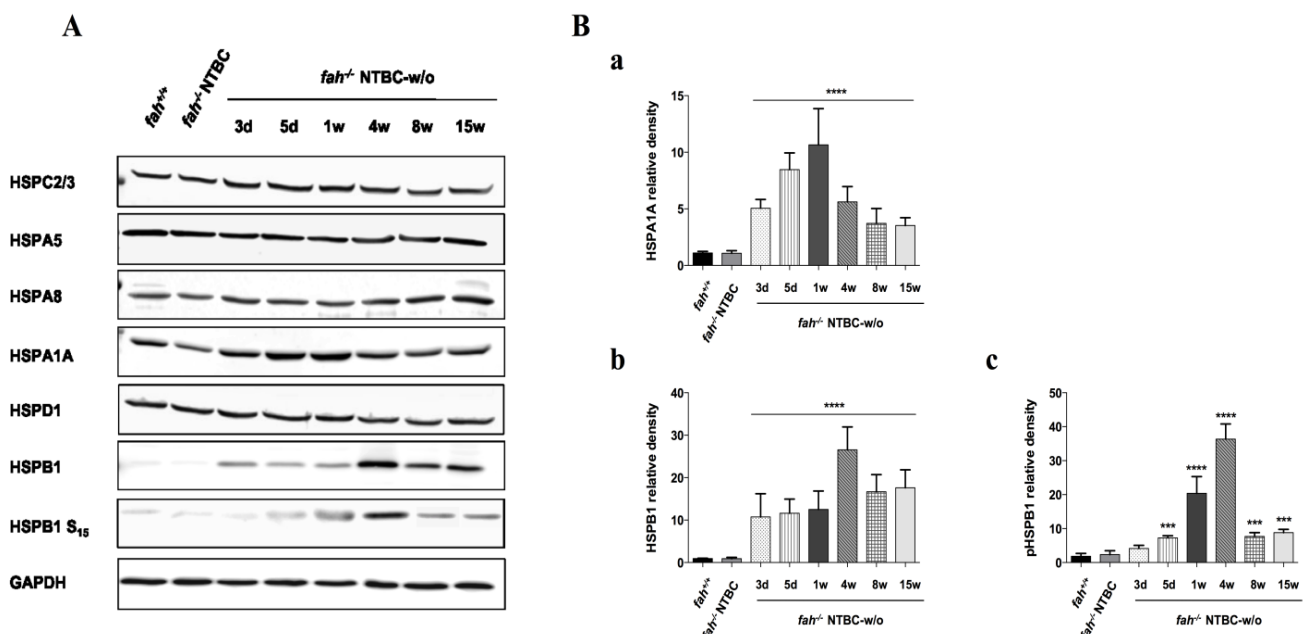 A
fah+/+
fah-/- NTBC
fah-/- NTBC-w/o
3d 5d 1w 4w 8w 15w
HSPC2/3
HSPA5
HSPA8
HSPA1A
HSPD1
HSPB1
HSPB1 S15
GAPDH
B
a
HSPA1A relative density
15
10
5
0
****
fah+/+
fah-/- NTBC
3d 5d 1w 4w 8w 15w
fah-/- NTBC-w/o
b
HSPB1 relative density
40
30
20
10
0
****
fah+/+
fah-/- NTBC
3d 5d 1w 4w 8w 15w
fah-/- NTBC-w/o
c
pHSPB1 relative density
50
40
30
20
10
0
*** **** **** *** ***
fah+/+
fah-/- NTBC
3d 5d 1w 4w 8w 15w
fah-/- NTBC-w/o